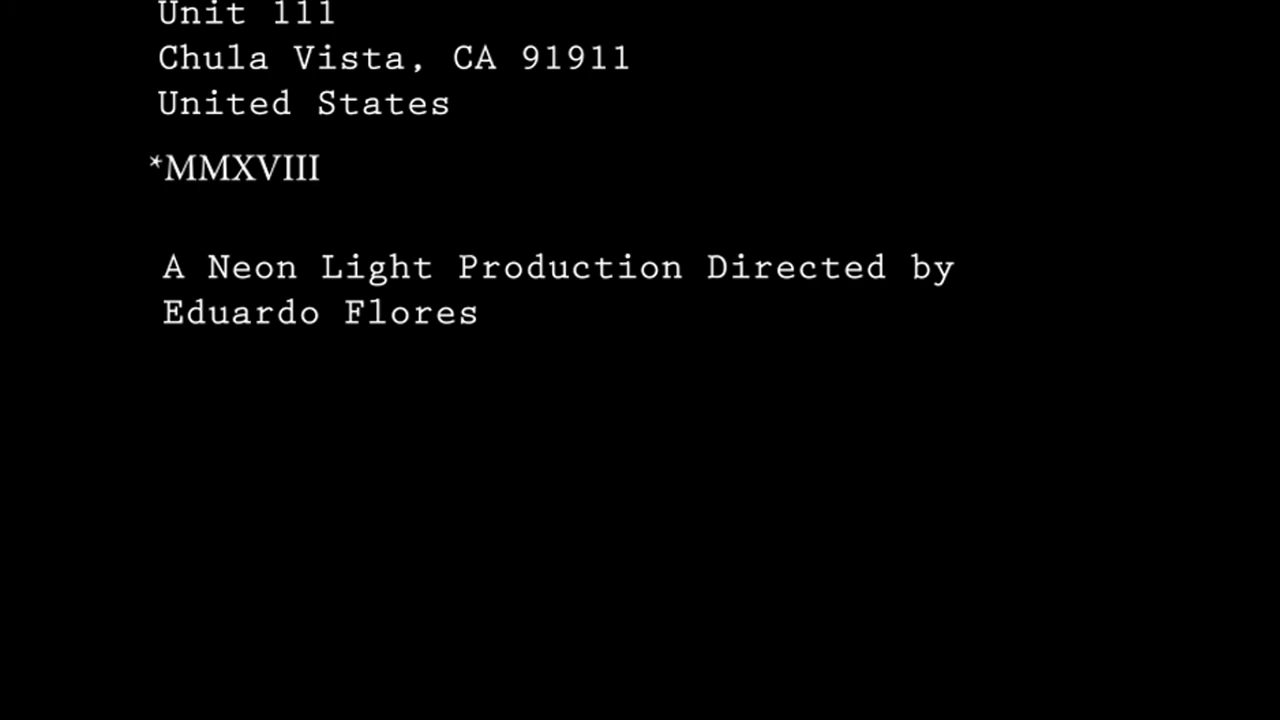 Unit 111
Chula Vista, CA 91911
United States
*MMXVIII
A Neon Light Production Directed by
Eduardo Flores